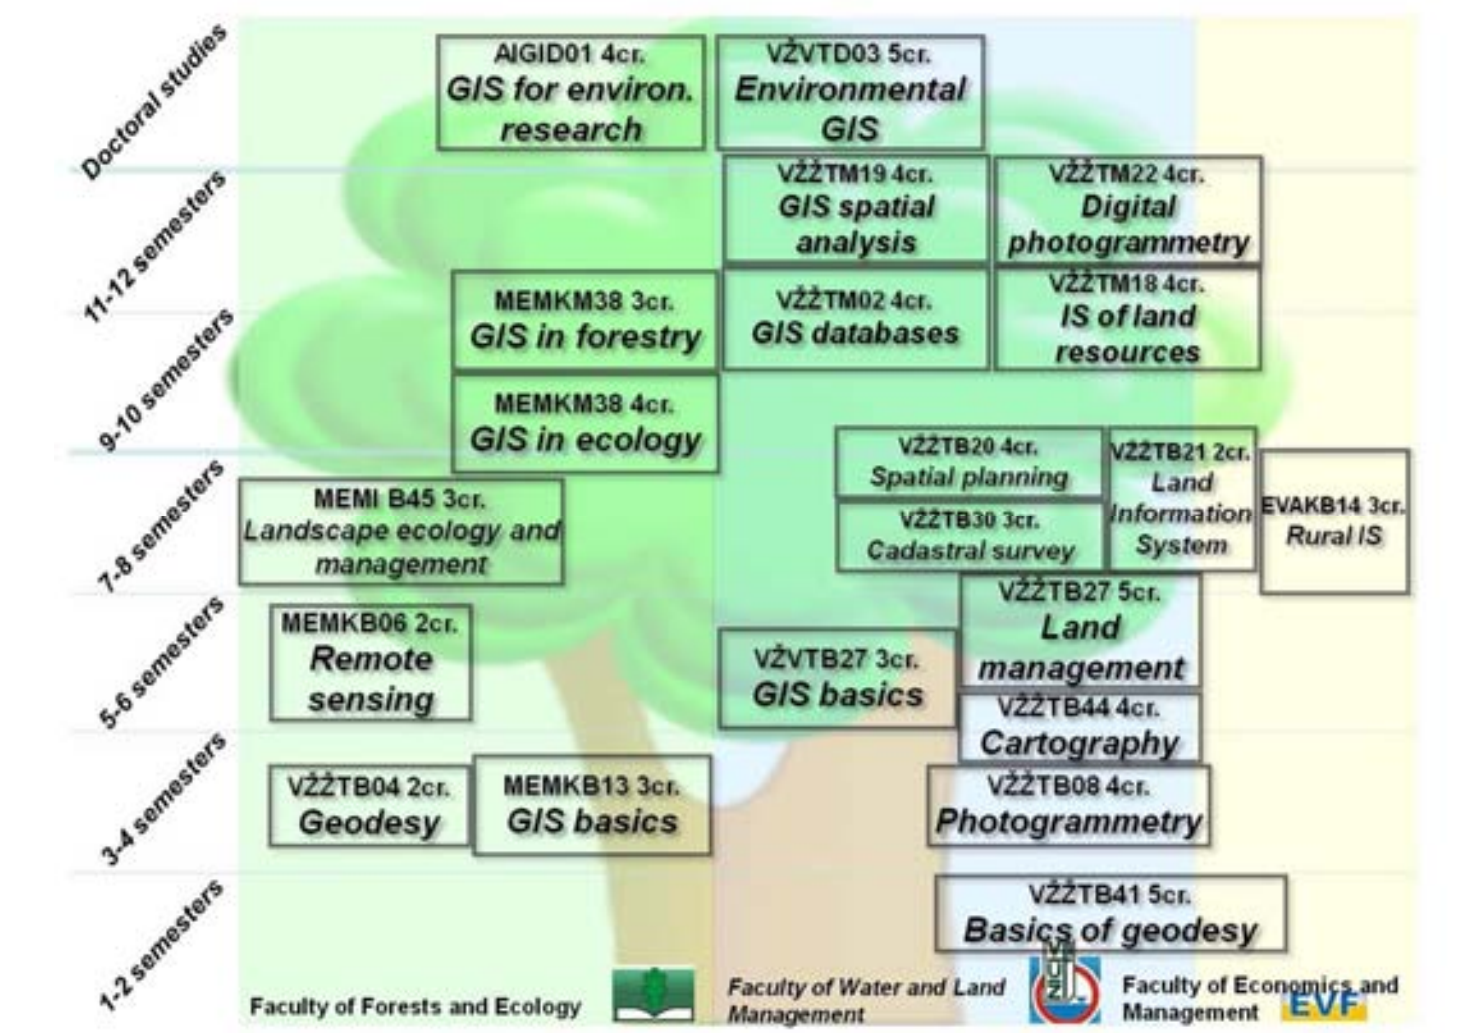 Doctoral studies
AIGID01 4cr.
GIS for environ.
research
VŽVTD03 5cr.
Environmental
GIS
11-12 semesters
VŽŽTM19 4cr.
GIS spatial
analysis
VŽŽTM22 4cr.
Digital
photogrammetry
9-10 semesters
MEMKM38 3cr.
GIS in forestry
VŽŽTM02 4cr.
GIS databases
VŽŽTM18 4cr.
IS of land
resources
MEMKM38 4cr.
GIS in ecology
7-8 semesters
MEMI B45 3cr.
Landscape ecology and
management
VŽŽTB20 4cr.
Spatial planning
VŽŽTB30 3cr.
Cadastral survey
VŽŽTB21 2cr.
Land
Information
System
EVAKB14 3cr.
Rural IS
5-6 semesters
MEMKB06 2cr.
Remote
sensing
VŽVTB27 3cr.
GIS basics
VŽŽTB27 5cr.
Land
management
VŽŽTB44 4cr.
Cartography
3-4 semesters
VŽŽTB04 2cr.
Geodesy
MEMKB13 3cr.
GIS basics
VŽŽTB08 4cr.
Photogrammetry
1-2 semesters
VŽŽTB41 5cr.
Basics of geodesy
Faculty of Forests and Ecology
Faculty of Water and Land
Management
Faculty of Economics and
Management
EVF